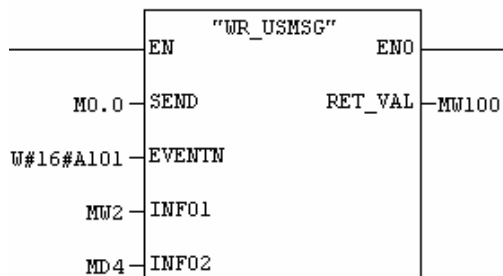 "WR_USMSG"
EN ENO
M0.0 SEND RET_VAL MW100
W#16#A101 EVENTN
MW2 INFO1
MD4 INFO2